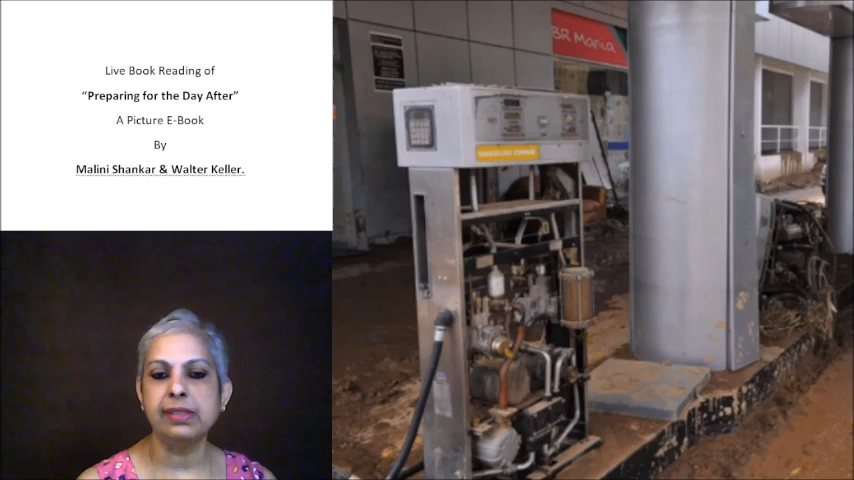 Live Book Reading of
“Preparing for the Day After”
A Picture E-Book
By
Malini Shankar & Walter Keller.
BR Mania